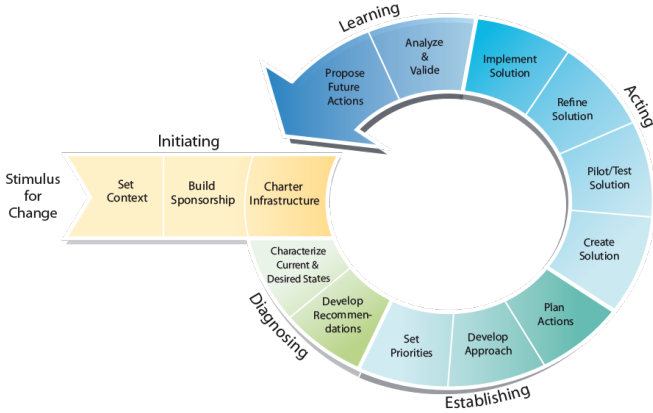 Stimulus
for
Change
Initiating
Set
Context
Build
Sponsorship
Charter
Infrastructure
Diagnosing
Characterize
Current &
Desired States
Develop
Recommen-
dations
Establishing
Set
Priorities
Develop
Approach
Plan
Actions
Acting
Create
Solution
Pilot/Test
Solution
Refine
Solution
Implement
Solution
Learning
Analyze
&
Valide
Propose
Future
Actions